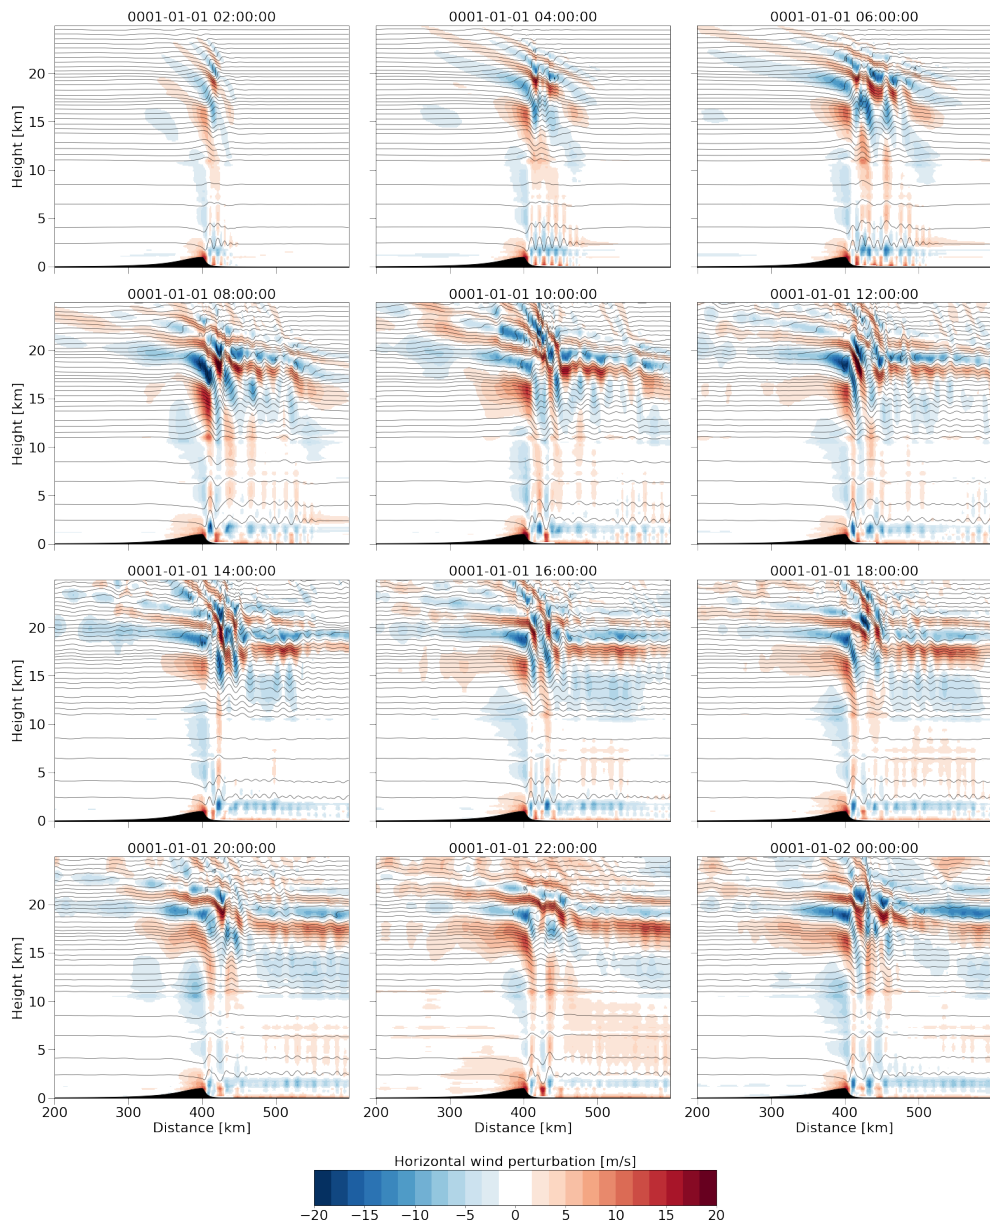 0001-01-01 02:00:00 0001-01-01 04:00:00 0001-01-01 06:00:00
20
15
10
5
0
Height [km]
0001-01-01 08:00:00 0001-01-01 10:00:00 0001-01-01 12:00:00
20
15
10
5
0
Height [km]
0001-01-01 14:00:00 0001-01-01 16:00:00 0001-01-01 18:00:00
20
15
10
5
0
Height [km]
0001-01-01 20:00:00 0001-01-01 22:00:00 0001-01-02 00:00:00
20
15
10
5
0
Height [km]
200 300 400 500 200 300 400 500 200 300 400 500
Distance [km] Distance [km] Distance [km]
Horizontal wind perturbation [m/s]
−20 −15 −10 −5 0 5 10 15 20